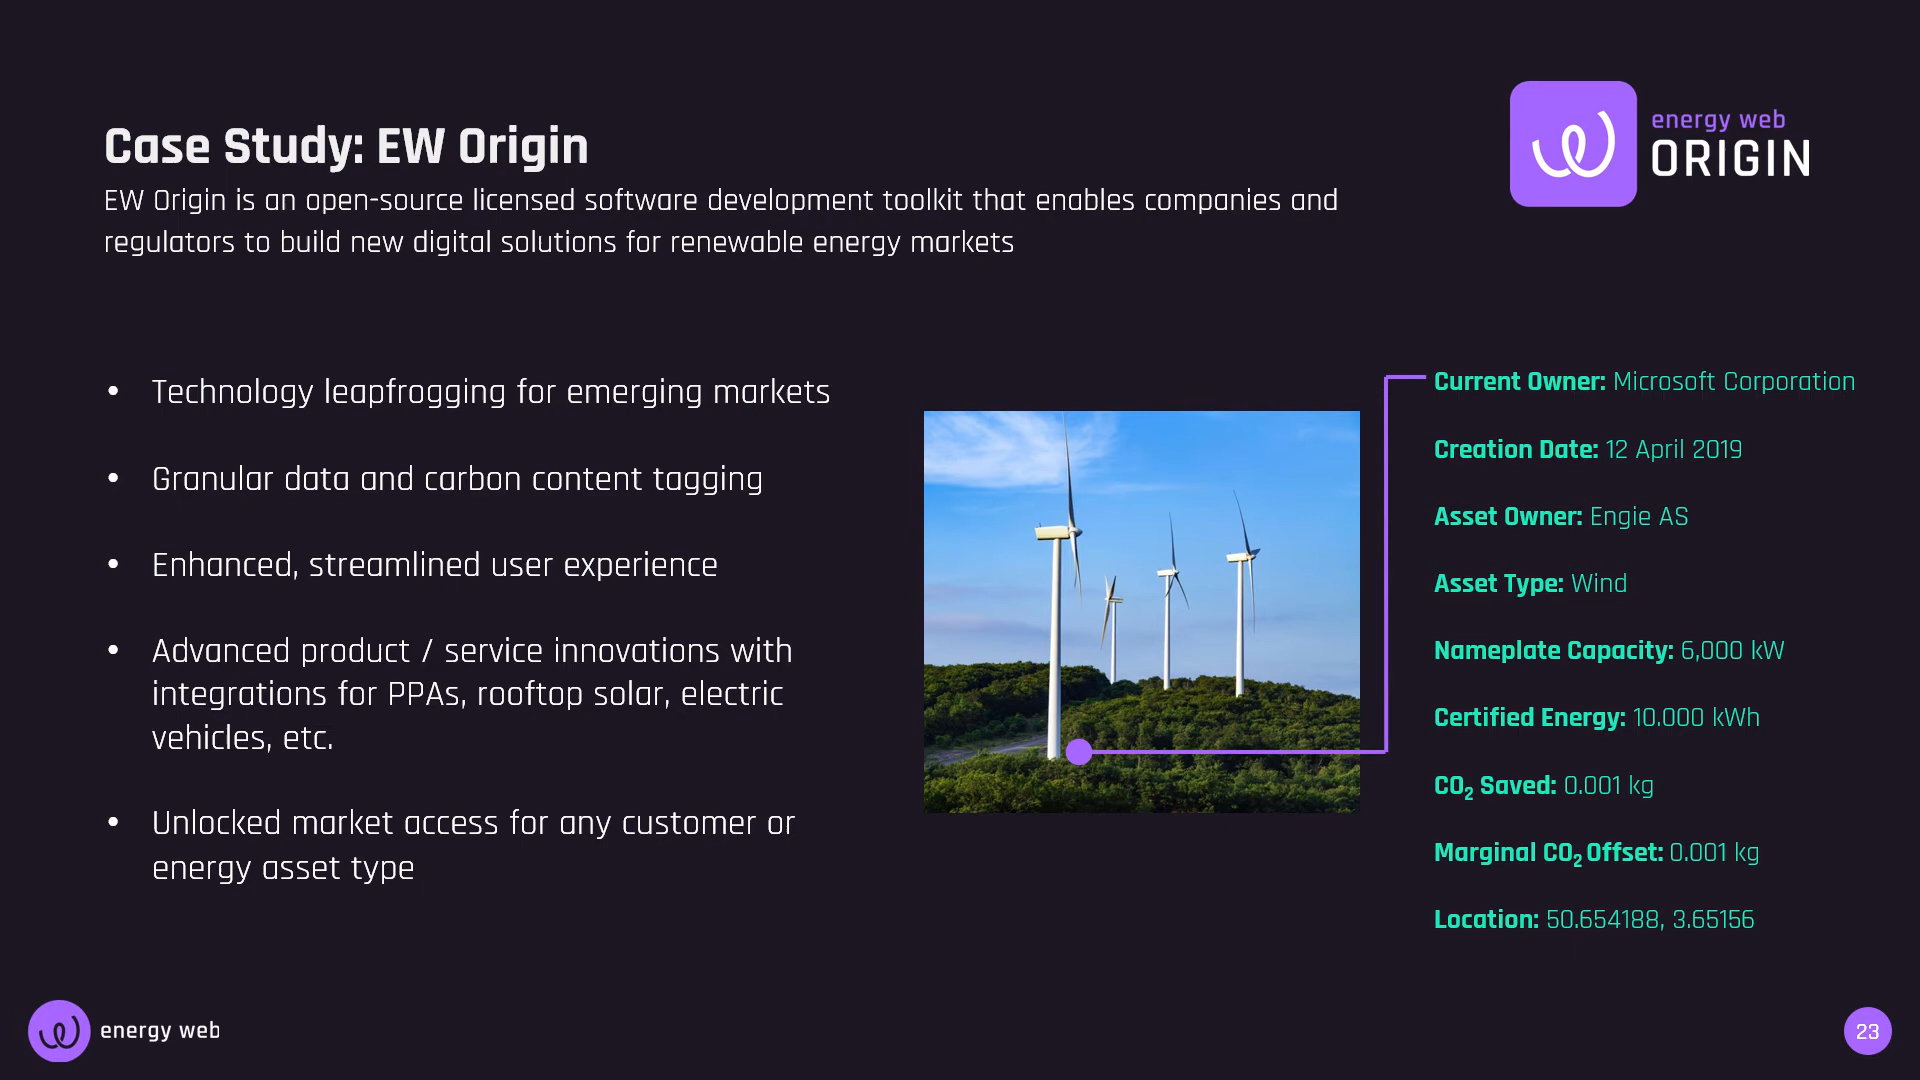 Case Study: EW Origin
EW Origin is an open-source licensed software development toolkit that enables companies and
regulators to build new digital solutions for renewable energy markets
energy web
ORIGIN
• Technology leapfrogging for emerging markets
• Granular data and carbon content tagging
• Enhanced, streamlined user experience
• Advanced product / service innovations with
integrations for PPAs, rooftop solar, electric
vehicles, etc.
• Unlocked market access for any customer or
energy asset type
Current Owner: Microsoft Corporation
Creation Date: 12 April 2019
Asset Owner: Engie AS
Asset Type: Wind
Nameplate Capacity: 6,000 kW
Certified Energy: 10.000 kWh
CO₂ Saved: 0.001 kg
Marginal CO₂ Offset: 0.001 kg
Location: 50.654188, 3.65156
energy web
23